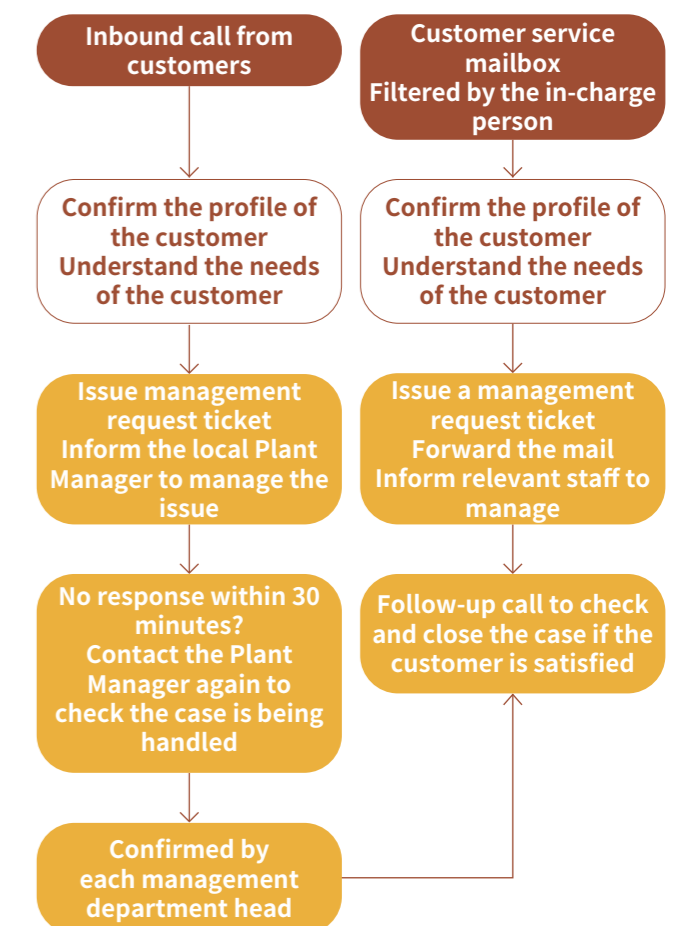 Inbound call from
customers
Customer service
mailbox
Filtered by the in-charge
person
Confirm the profile of
the customer
Understand the needs
of the customer
Confirm the profile of
the customer
Understand the needs
of the customer
Issue management
request ticket
Inform the local Plant
Manager to manage the
issue
Issue a management
request ticket
Forward the mail
Inform relevant staff to
manage
No response within 30
minutes?
Contact the Plant
Manager again to
check the case is being
handled
Follow-up call to check
and close the case if the
customer is satisfied
Confirmed by
each management
department head